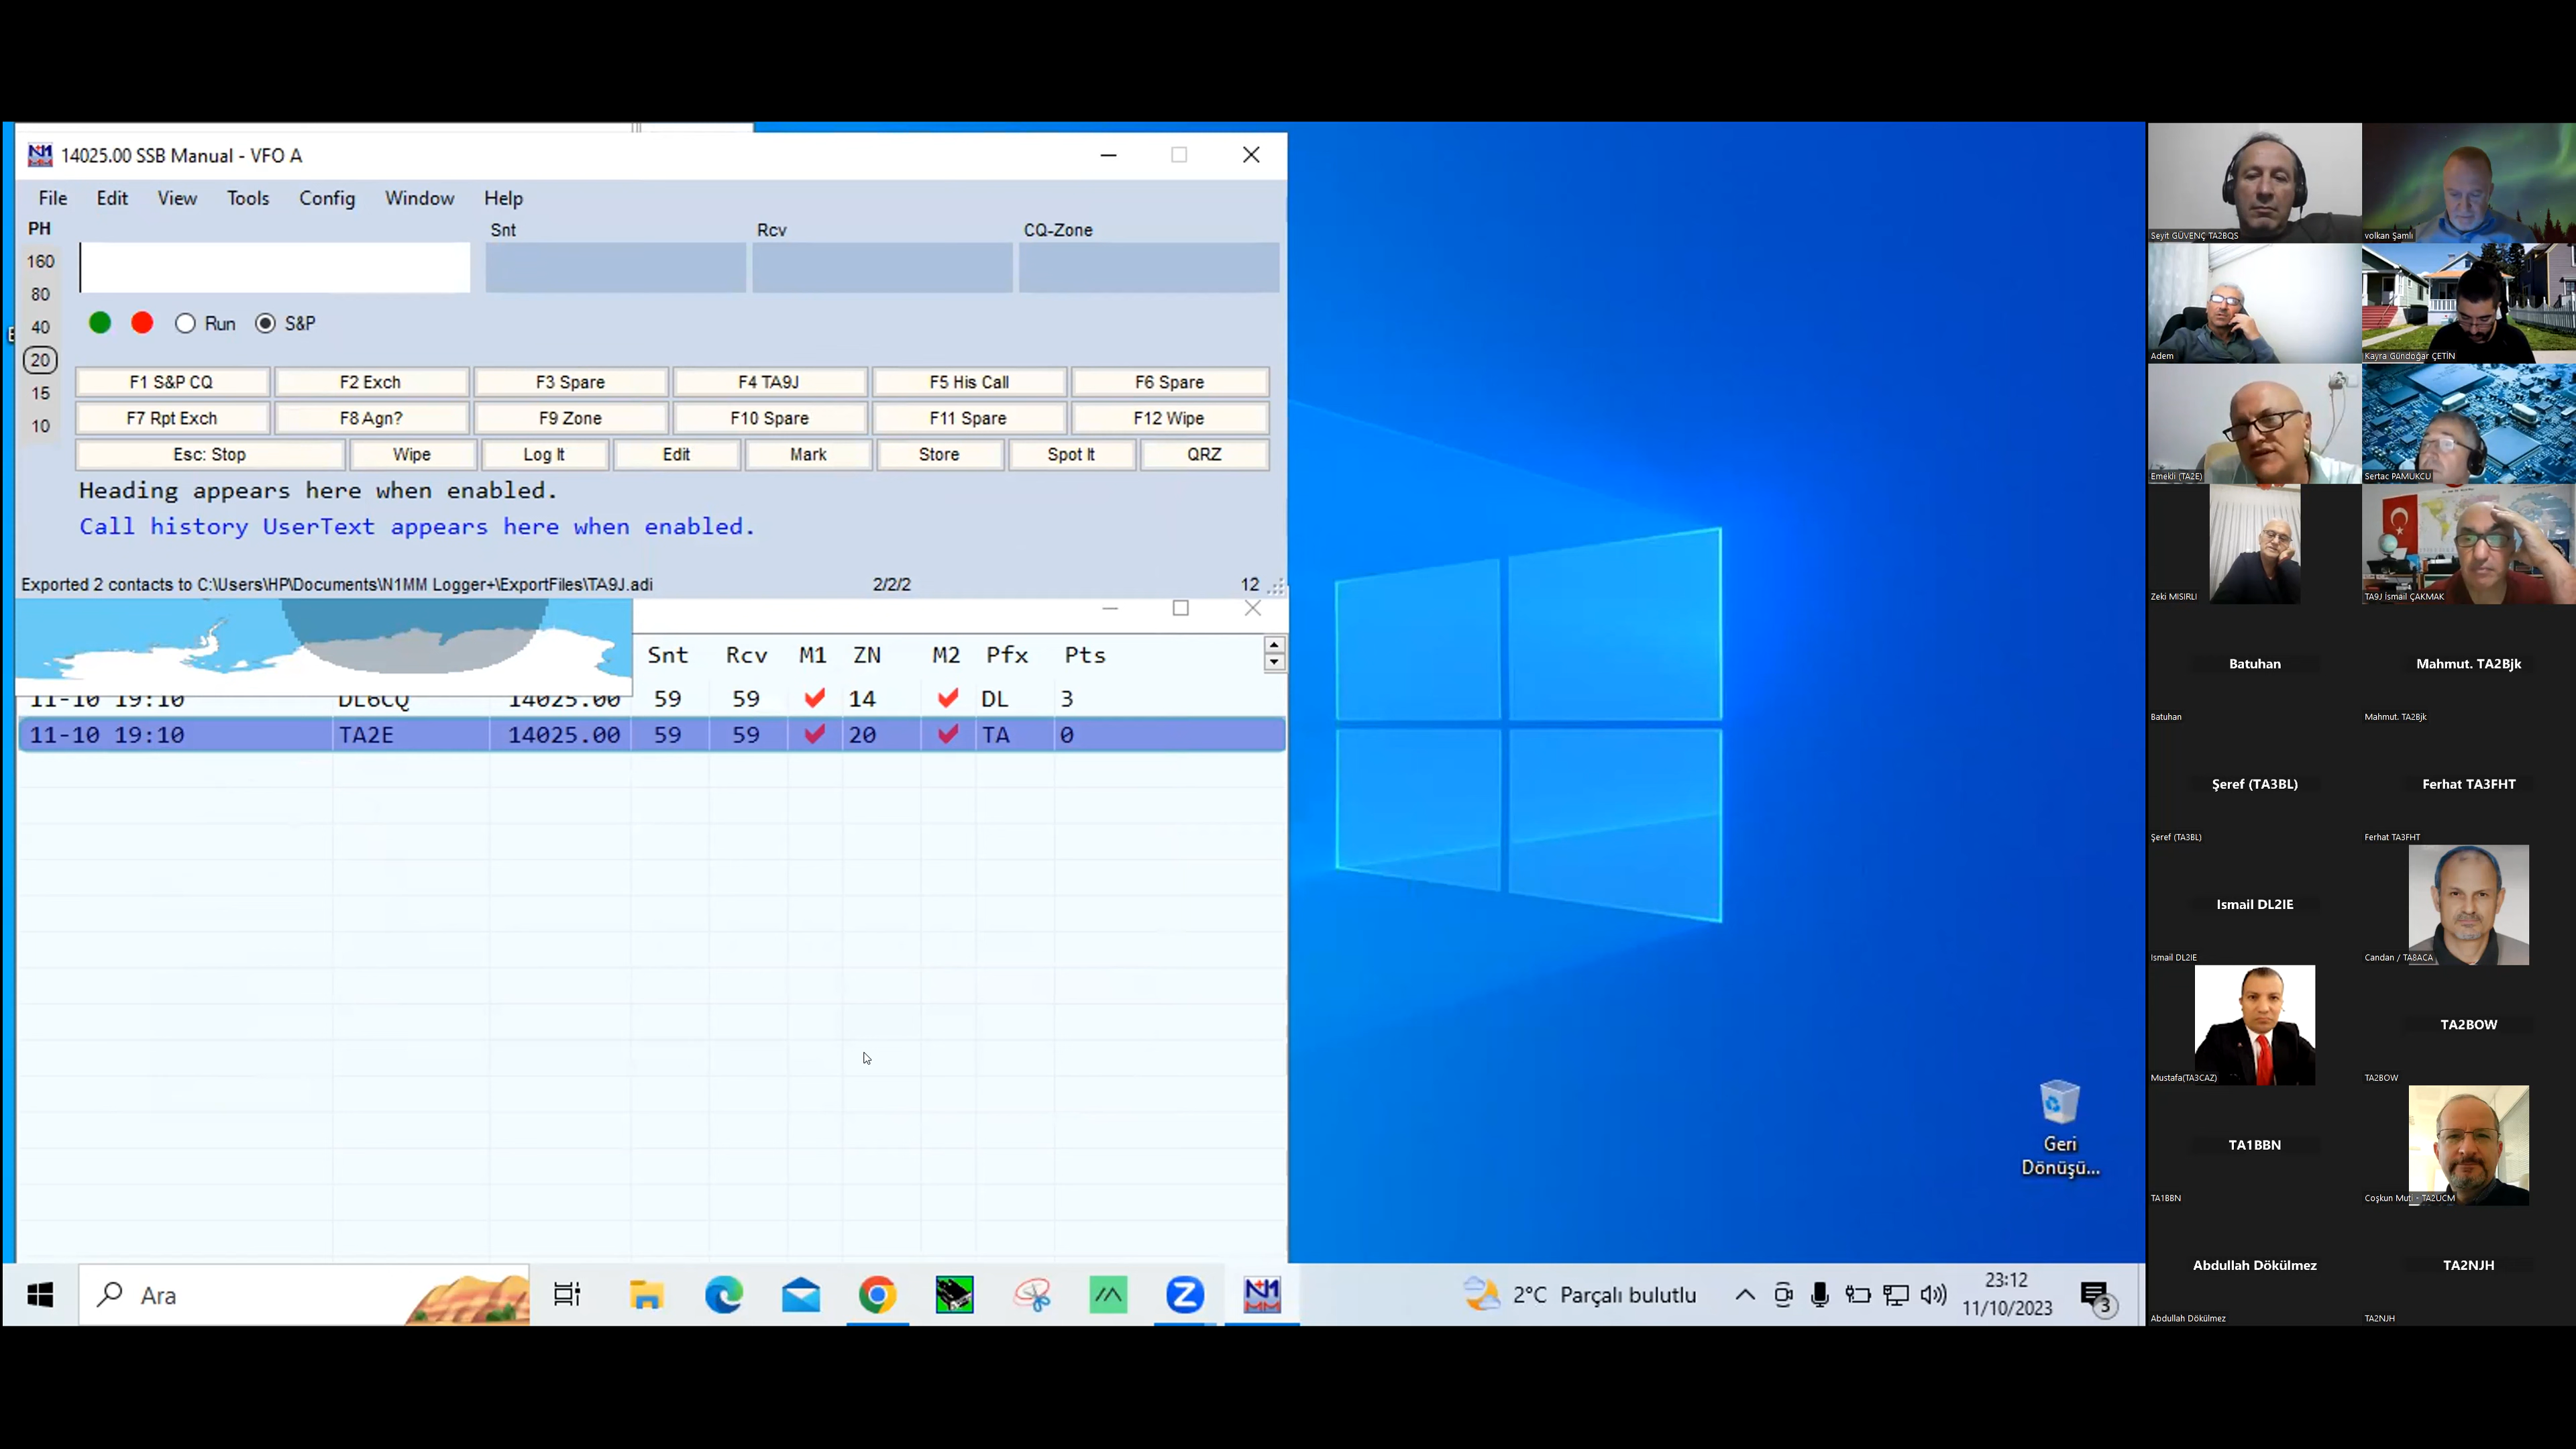 14025.00 SSB Manual - VFO A
File Edit View Tools Config Window Help
PH Snt Rcv CQ-Zone
160
80
40 Run S&P
20
15
10
F1 S&P CQ F2 Exch F3 Spare F4 TA9J F5 His Call F6 Spare
F7 Rpt Exch F8 Agn? F9 Zone F10 Spare F11 Spare F12 Wipe
Esc: Stop Wipe Log It Edit Mark Store Spot It QRZ
Heading appears here when enabled.
Call history UserText appears here when enabled.
Exported 2 contacts to C:\Users\HP\Documents\N1MM Logger+\ExportFiles\TA9J.adi 2/2/2 12
Snt Rcv M1 ZN M2 Pfx Pts
11-10 19:10 DL6CQ 14025.00 59 59 14 DL 3
11-10 19:10 TA2E 14025.00 59 59 20 TA 0
Geri
Dönüşü...
Ara
2°C Parçalı bulutlu
23:12
11/10/2023
3
Seyit GÜVENÇ TA2BQS
volkan Şamlı
Adem
Kayra Gündoğar ÇETİN
Emekli (TA2E)
Sertac PAMUKCU
Zeki MISIRLI
TA9J İsmail ÇAKMAK
Batuhan
Mahmut. TA2Bjk
Batuhan
Mahmut. TA2Bjk
Şeref (TA3BL)
Ferhat TA3FHT
Şeref (TA3BL)
Ferhat TA3FHT
Ismail DL2IE
Ismail DL2IE
Candan / TA8ACA
TA2BOW
Mustafa(TA3CAZ)
TA2BOW
TA1BBN
TA1BBN
Coşkun Muti - TA2UCM
Abdullah Dökülmez
TA2NJH
Abdullah Dökülmez
TA2NJH